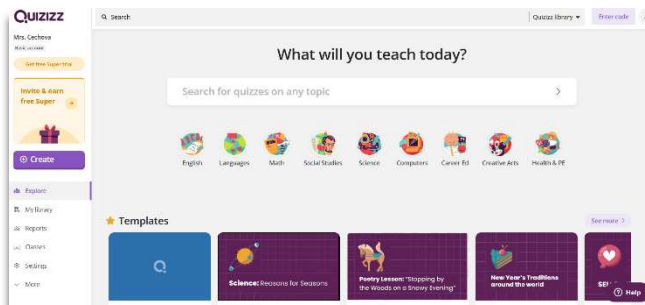 QUIZIZZ
Search
Quizizz library
Enter code
Mrs. Cechova
Basic account
Get free Super trial
Invite & earn
free Super
Create
Explore
My library
Reports
Classes
Settings
More
What will you teach today?
Search for quizzes on any topic
English
Languages
Math
Social Studies
Science
Computers
Career Ed
Creative Arts
Health & PE
Templates
See more
Science: Reasons for Seasons
Poetry Lesson: "Stopping by
the Woods on a Snowy Evening"
New Year's Traditions
around the world
Help